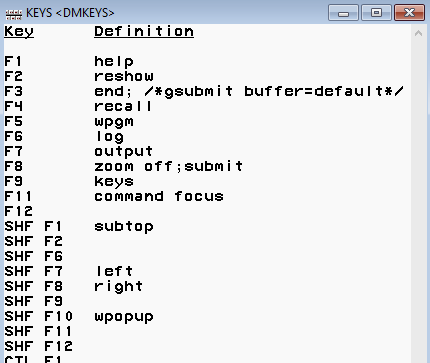 KEYS <DMKEYS>
Key Definition
F1 help
F2 reshow
F3 end; /*gsubmit buffer=default*/
F4 recall
F5 wpgm
F6 log
F7 output
F8 zoom off;submit
F9 keys
F11 command focus
F12
SHF F1 subtop
SHF F2
SHF F6
SHF F7 left
SHF F8 right
SHF F9
SHF F10 wpopup
SHF F11
SHF F12
CTL F1